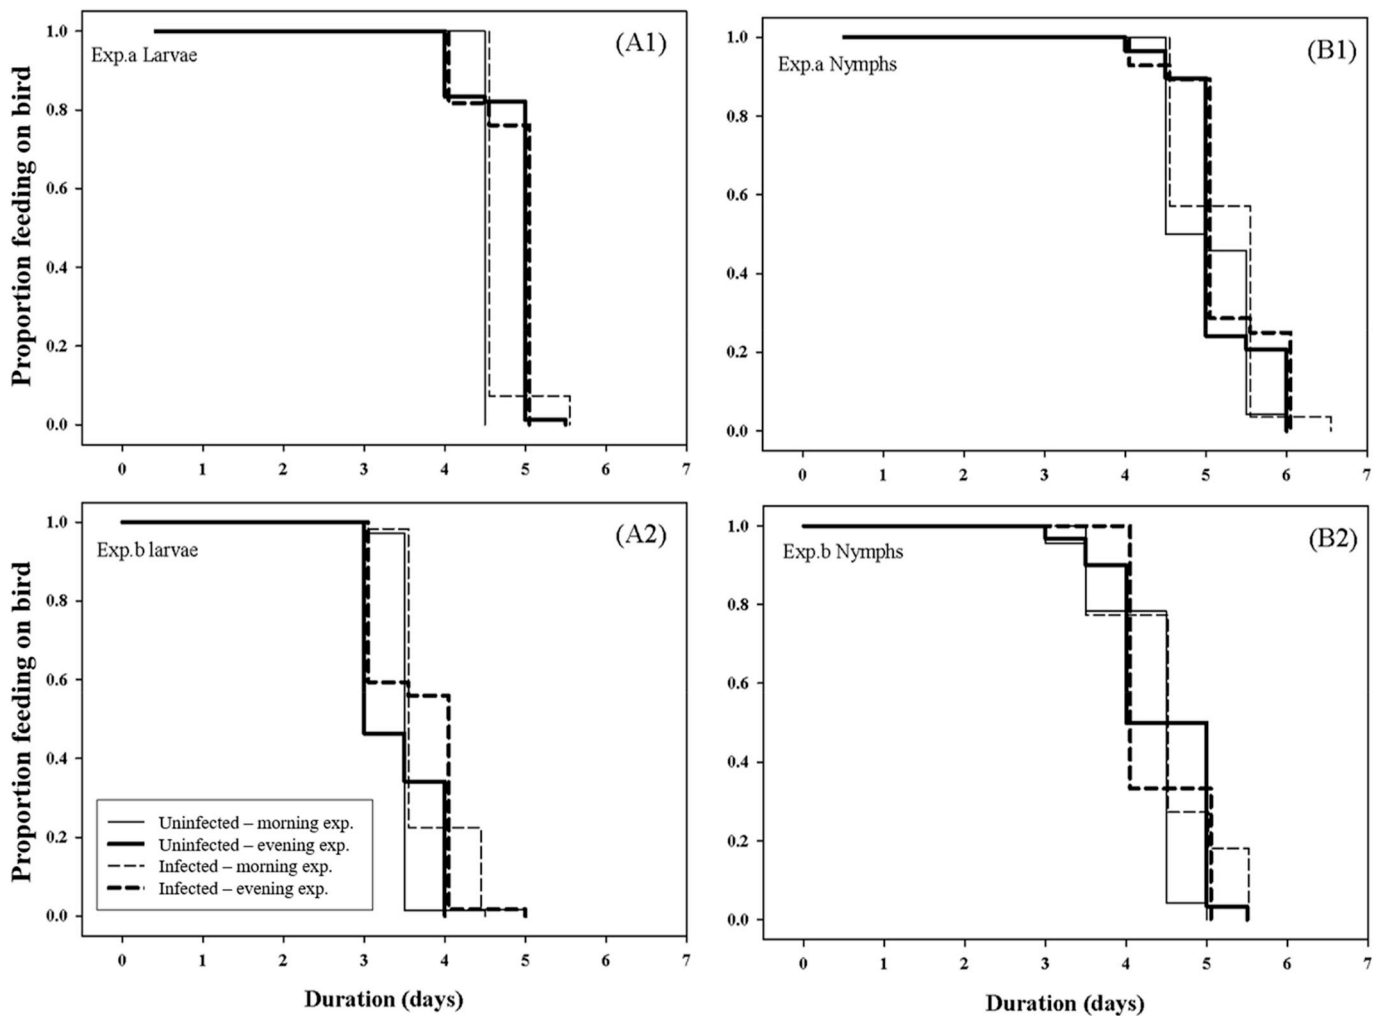 (A1)
Exp.a Larvae
Proportion feeding on bird
1.0
0.8
0.6
0.4
0.2
0.0
0 1 2 3 4 5 6 7
(B1)
Exp.a Nymphs
1.0
0.8
0.6
0.4
0.2
0.0
0 1 2 3 4 5 6 7
(A2)
Exp.b larvae
Proportion feeding on bird
1.0
0.8
0.6
0.4
0.2
0.0
Uninfected – morning exp.
Uninfected – evening exp.
Infected – morning exp.
Infected – evening exp.
0 1 2 3 4 5 6 7
Duration (days)
(B2)
Exp.b Nymphs
1.0
0.8
0.6
0.4
0.2
0.0
0 1 2 3 4 5 6 7
Duration (days)